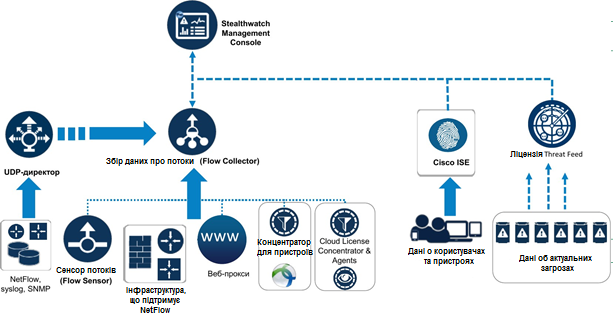 Stealthwatch
Management
Console
UDP-директор
Збір даних про потоки (Flow Collector)
Cisco ISE
Ліцензія Threat Feed
NetFlow,
syslog, SNMP
Сенсор потоків
(Flow Sensor)
Інфраструктура,
що підтримує
NetFlow
www
Веб-прокси
Концентратор
для пристроїв
Cloud License
Concentrator &
Agents
Дані о користувачах
та пристроях
Дані об актуальних
загрозах